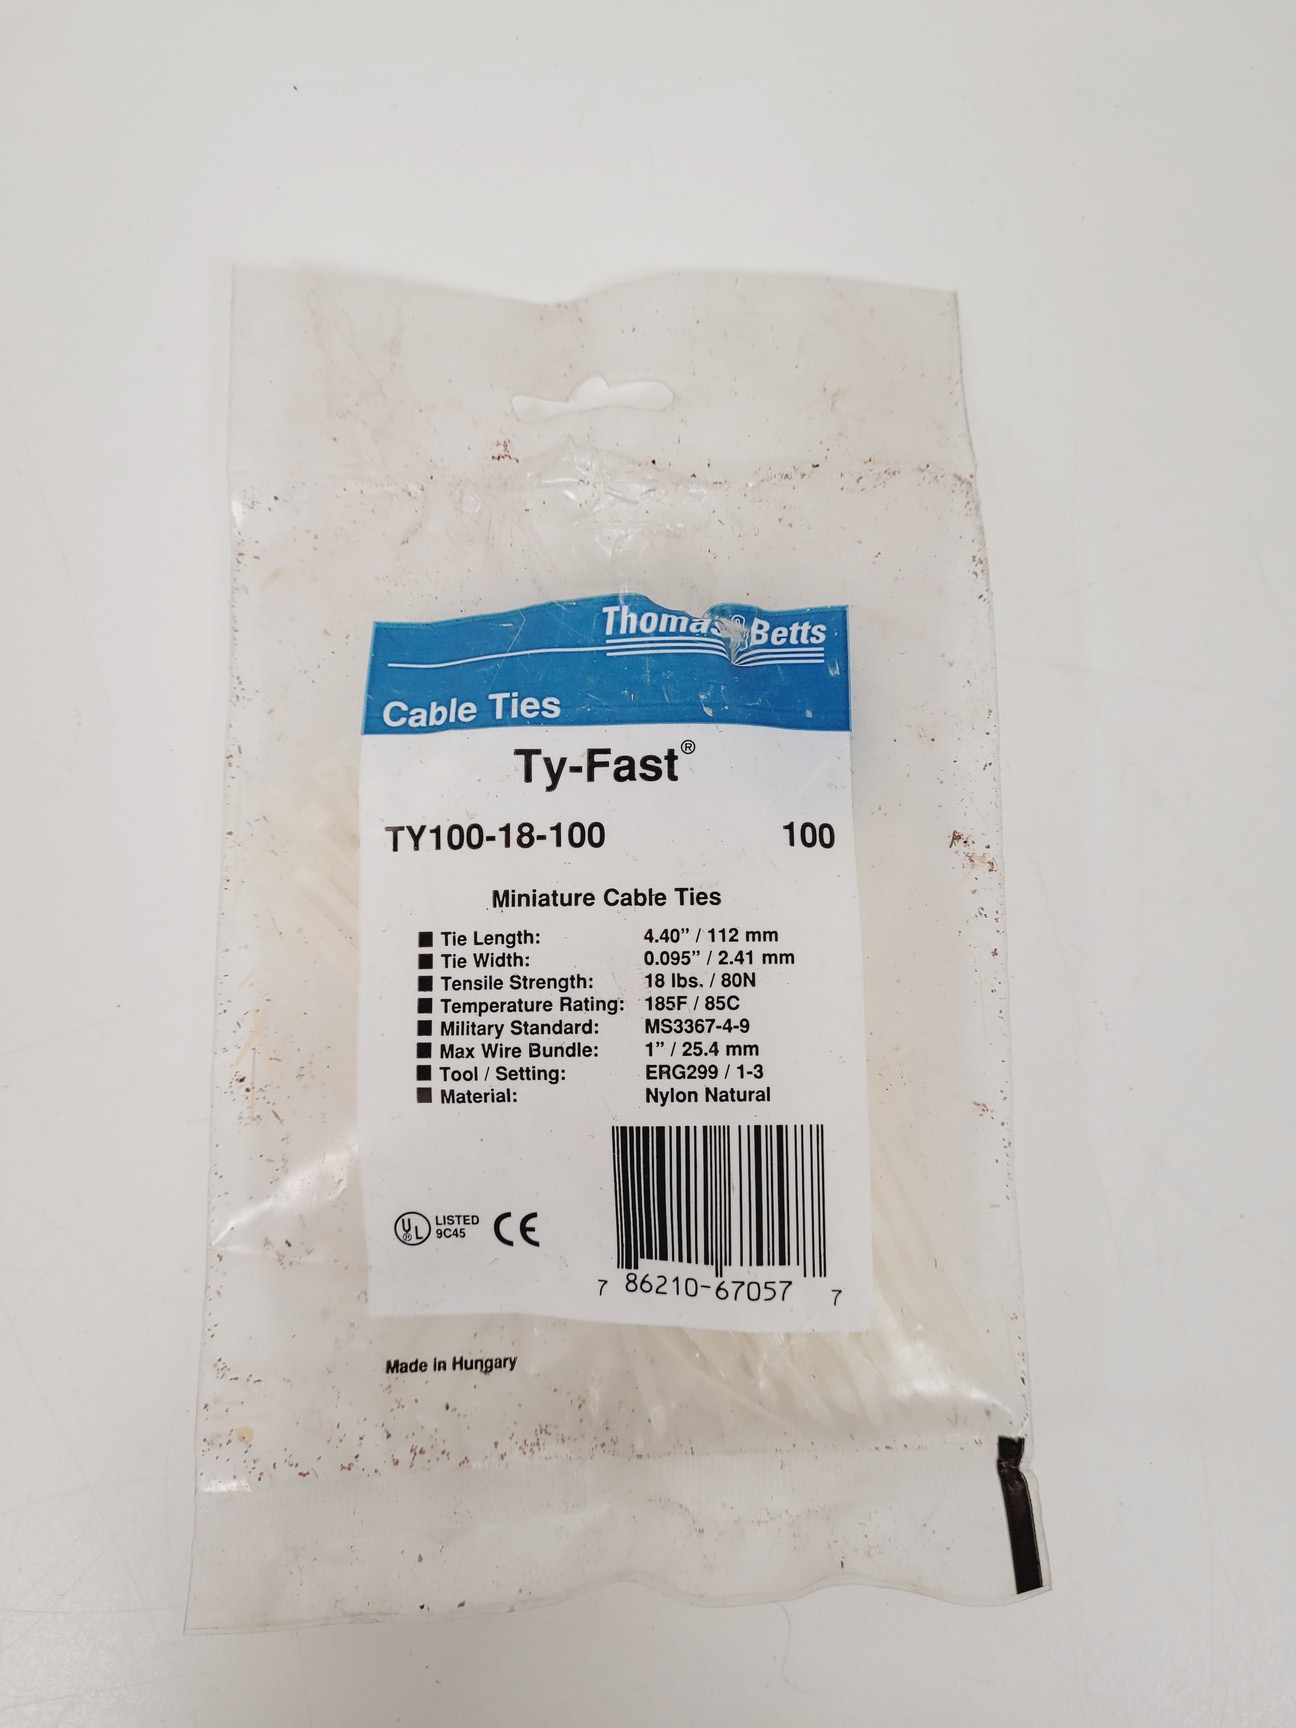 Thomas & Betts
Cable Ties
Ty-Fast®
TY100-18-100 100
Miniature Cable Ties
■ Tie Length: 4.40” / 112 mm
■ Tie Width: 0.095” / 2.41 mm
■ Tensile Strength: 18 lbs. / 80N
■ Temperature Rating: 185F / 85C
■ Military Standard: MS3367-4-9
■ Max Wire Bundle: 1” / 25.4 mm
■ Tool / Setting: ERG299 / 1-3
■ Material: Nylon Natural
UL® LISTED
9C45 CE
7 86210-67057 7
Made in Hungary